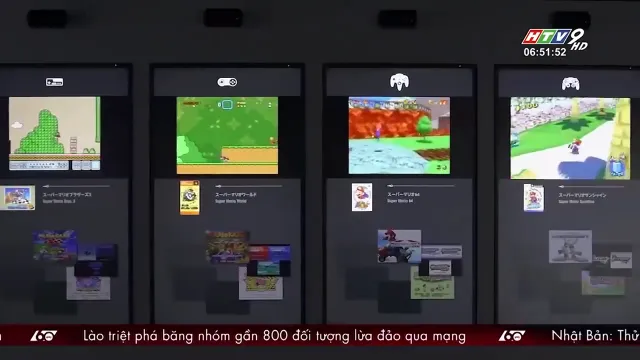 HTV9 HD
06:51:52
スーパーマリオブラザーズ3
Super Mario Bros. 3
スーパーマリオワールド
Super Mario World
スーパーマリオ64
Super Mario 64
スーパーマリオサンシャイン
Super Mario Sunshine
60 Lào triệt phá băng nhóm gần 800 đối tượng lừa đảo qua mạng 60 Nhật Bản: Thử